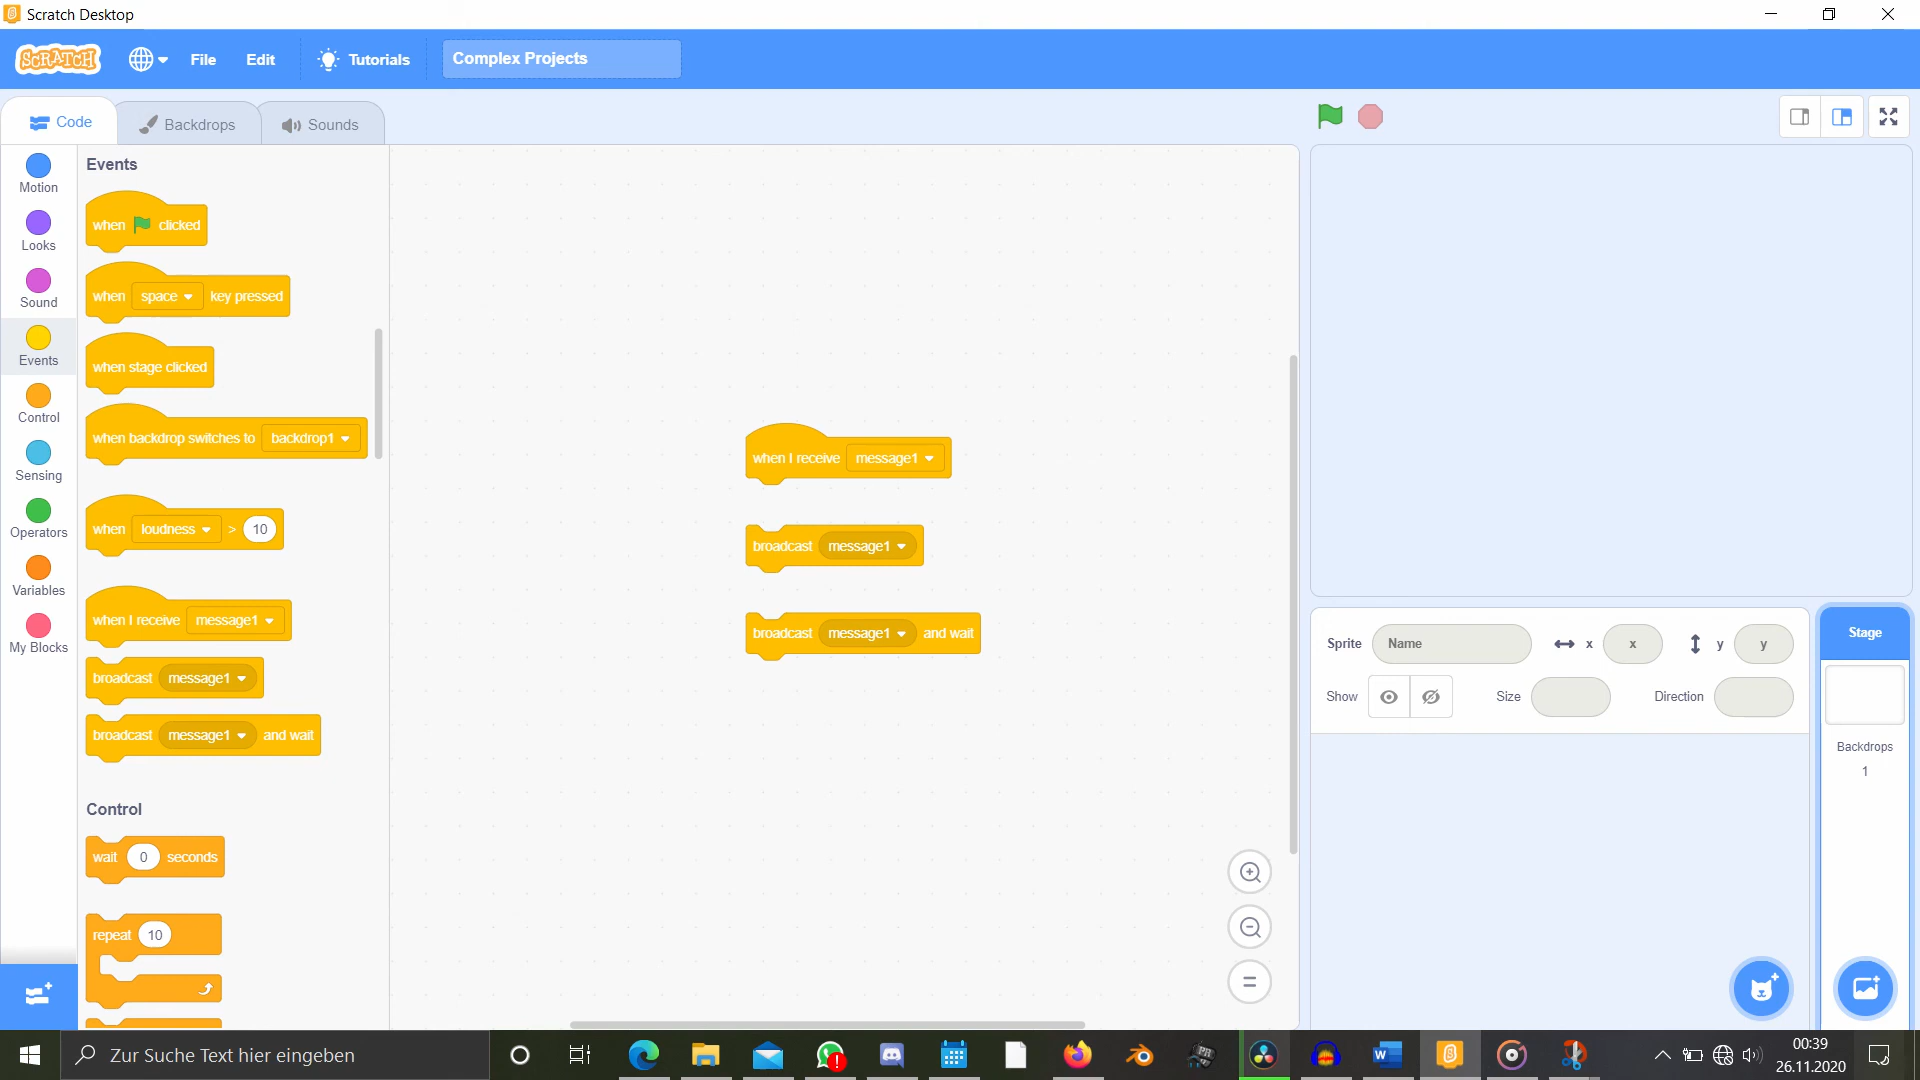 Scratch Desktop
SCRATCH File Edit Tutorials Complex Projects
Code Backdrops Sounds
Motion
Looks
Sound
Events
Control
Sensing
Operators
Variables
My Blocks
Events
when clicked
when space key pressed
when stage clicked
when backdrop switches to backdrop1
when loudness > 10
when I receive message1
broadcast message1
broadcast message1 and wait
Control
wait 0 seconds
repeat 10
when I receive message1
broadcast message1
broadcast message1 and wait
Sprite Name x x y y
Show Size Direction
Stage
Backdrops
1
Zur Suche Text hier eingeben
00:39
26.11.2020